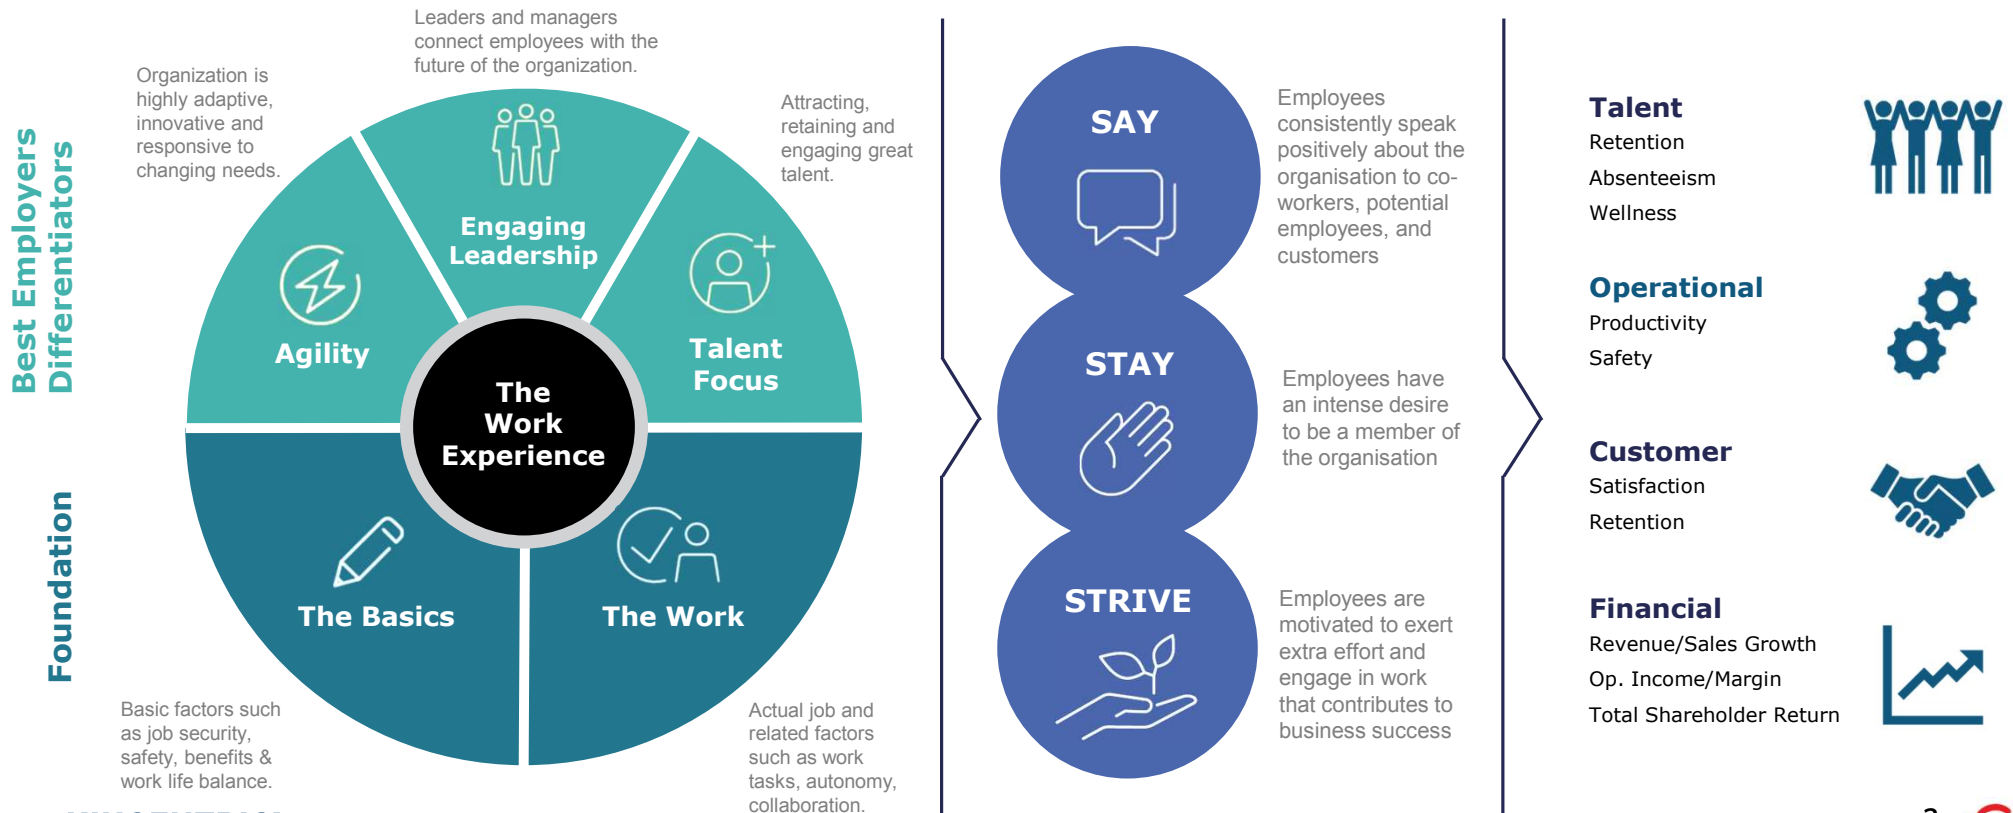 Best Employers
Differentiators
Foundation
Organization is
highly adaptive,
innovative and
responsive to
changing needs.
Leaders and managers
connect employees with the
future of the organization.
Attracting,
retaining and
engaging great
talent.
Engaging
Leadership
Agility
Talent
Focus
The
Work
Experience
The Basics
The Work
Basic factors such
as job security,
safety, benefits &
work life balance.
Actual job and
related factors
such as work
tasks, autonomy,
collaboration.
SAY
Employees
consistently speak
positively about the
organisation to co-
workers, potential
employees, and
customers
STAY
Employees have
an intense desire
to be a member of
the organisation
STRIVE
Employees are
motivated to exert
extra effort and
engage in work
that contributes to
business success
Talent
Retention
Absenteeism
Wellness
Operational
Productivity
Safety
Customer
Satisfaction
Retention
Financial
Revenue/Sales Growth
Op. Income/Margin
Total Shareholder Return